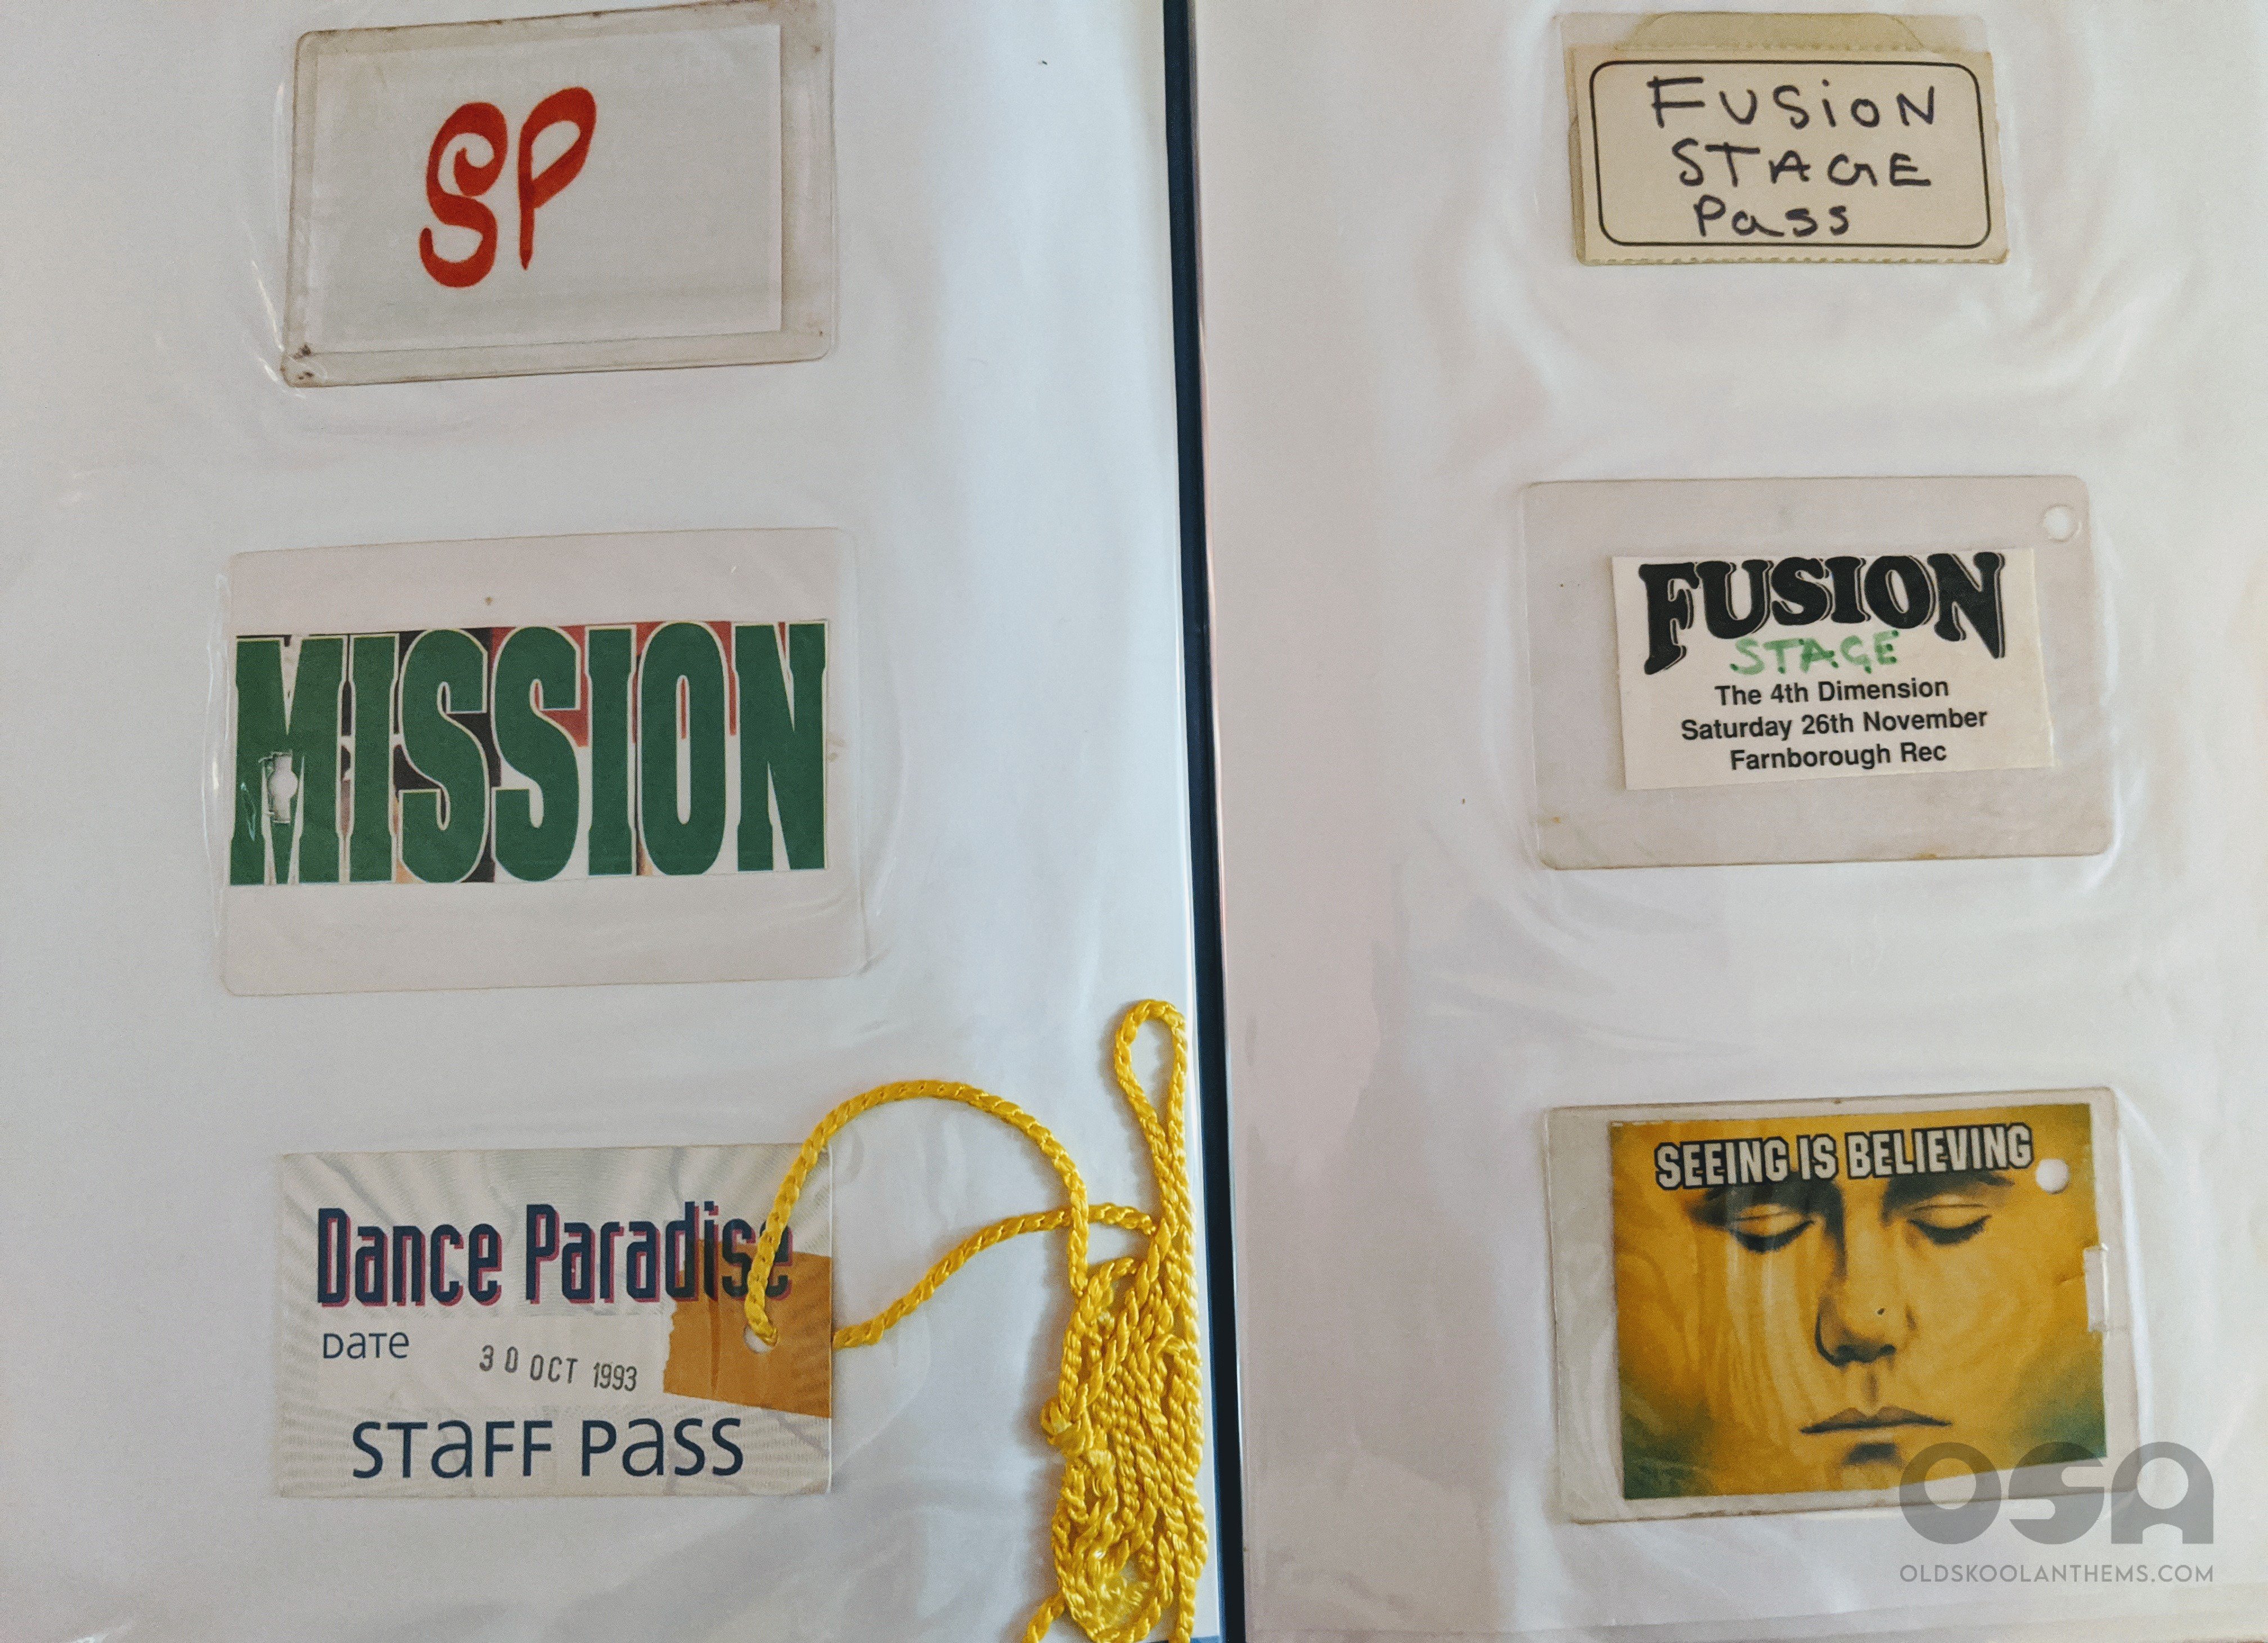 SP
MISSION
Dance Paradise
DaTe
30 OCT 1993
STaFF PaSS
FUSiON
STAGE
Pass
FUSION
STAGE
The 4th Dimension
Saturday 26th November
Farnborough Rec
SEEING IS BELIEVING
OSA
OLDSKOOLANTHEMS.COM